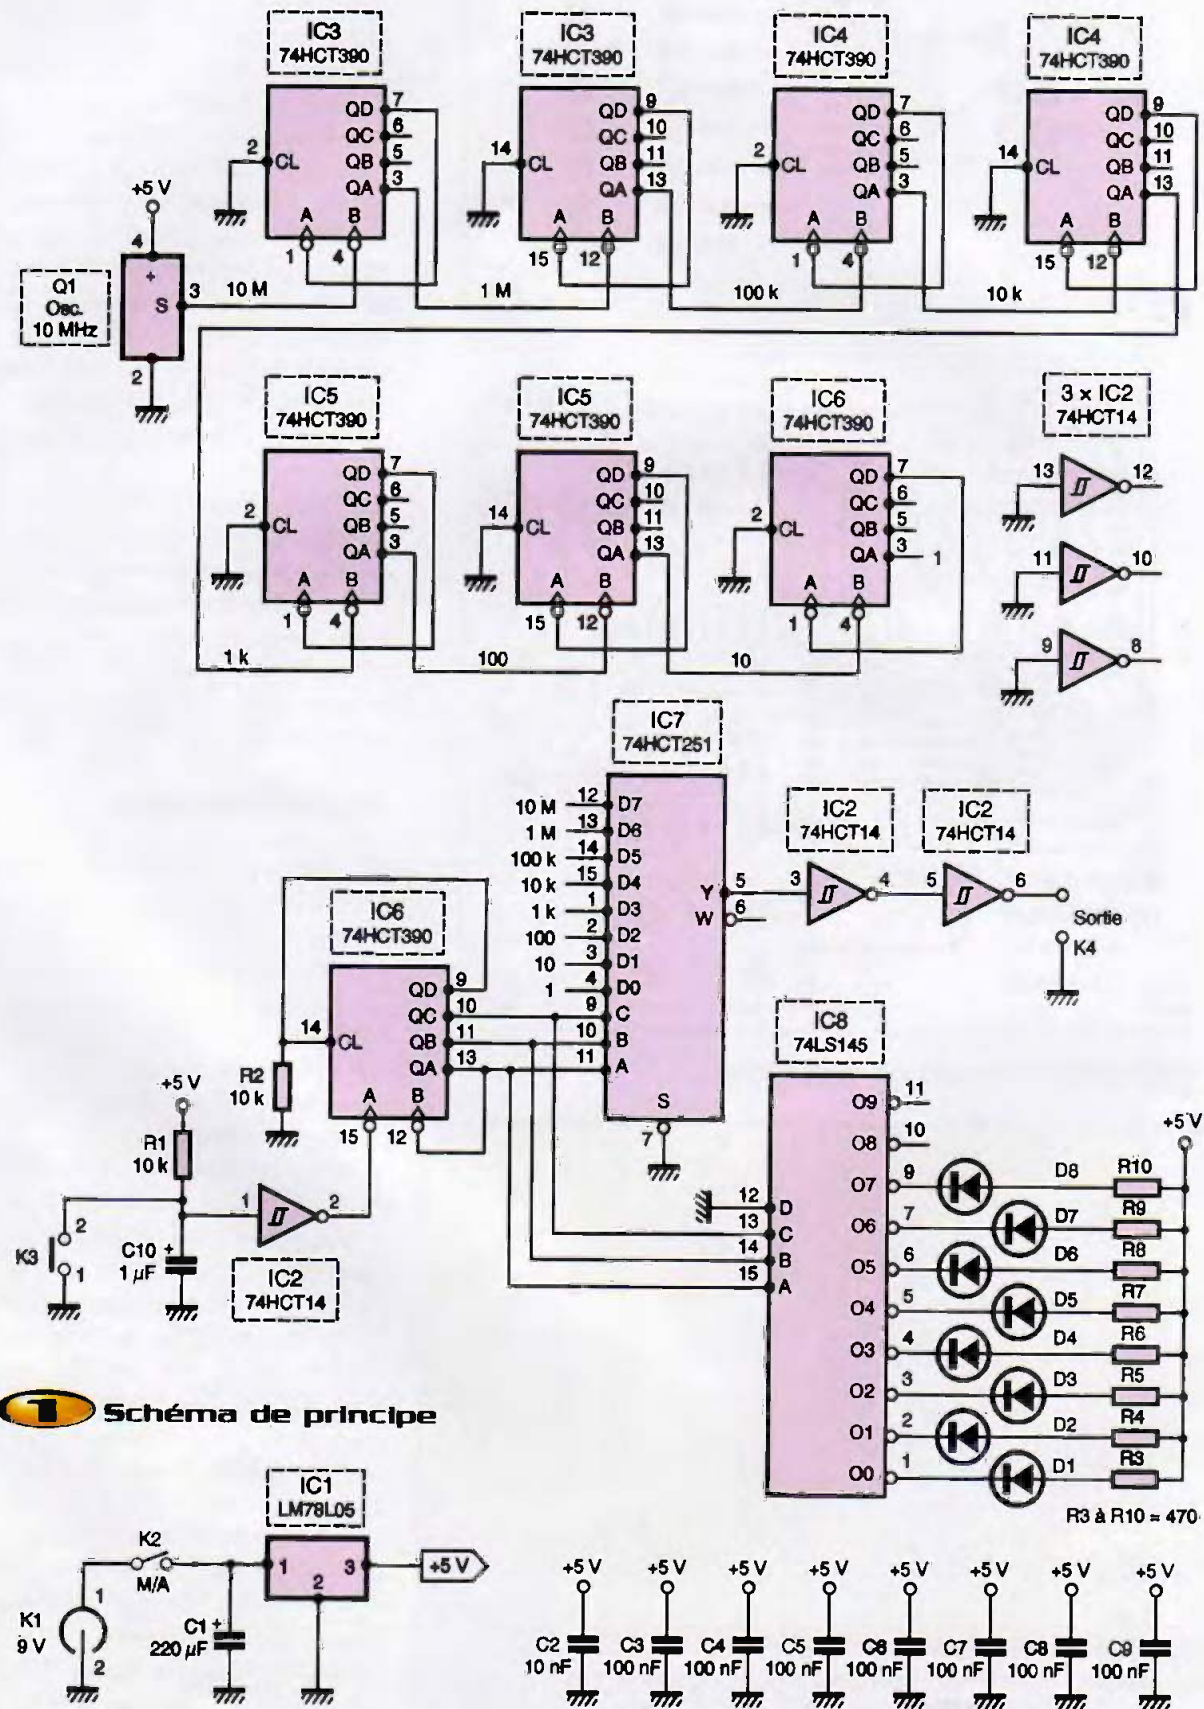 IC3
74HCT390
IC3
74HCT390
IC4
74HCT390
IC4
74HCT390
QD 7
QC 6
QB 5
QA 3
2 CL
A B
1 4
QD 9
QC 10
QB 11
QA 13
14 CL
A B
15 12
QD 7
QC 6
QB 5
QA 3
2 CL
A B
1 4
QD 9
QC 10
QB 11
QA 13
14 CL
A B
15 12
+5 V
4
+
S 3
2
Q1
Osc.
10 MHz
10 M
1 M
100 k
10 k
IC5
74HCT390
IC5
74HCT390
IC6
74HCT390
3 x IC2
74HCT14
QD 7
QC 6
QB 5
QA 3
2 CL
A B
1 4
QD 9
QC 10
QB 11
QA 13
14 CL
A B
15 12
QD 7
QC 6
QB 5
QA 3 1
2 CL
A B
1 4
13 12
11 10
9 8
1 k
100
10
IC7
74HCT251
10 M 12 D7
1 M 13 D6
100 k 14 D5
10 k 15 D4
1 k 1 D3
100 2 D2
10 3 D1
1 4 D0
9 C
10 B
11 A
Y 5
W 6
S
7
IC2
74HCT14
IC2
74HCT14
3 4
5 6
Sortie
K4
IC6
74HCT390
QD 9
QC 10
QB 11
QA 13
14 CL
A B
15 12
R2
10 k
+5 V
R1
10 k
K3
2
1
C10 +
1 µF
1 2
IC2
74HCT14
IC8
74LS145
12 D
13 C
14 B
15 A
O9 11
O8 10
O7 9
O6 7
O5 6
O4 5
O3 4
O2 3
O1 2
O0 1
+5 V
D8 R10
D7 R9
D6 R8
D5 R7
D4 R6
D3 R5
D2 R4
D1 R3
R3 à R10 = 470
1 Schéma de principe
IC1
LM78L05
K2
M/A
1 3
2
+5 V
K1
9 V
1
2
C1 +
220 µF
+5 V +5 V +5 V +5 V +5 V +5 V +5 V +5 V
C2 C3 C4 C5 C6 C7 C8 C9
10 nF 100 nF 100 nF 100 nF 100 nF 100 nF 100 nF 100 nF